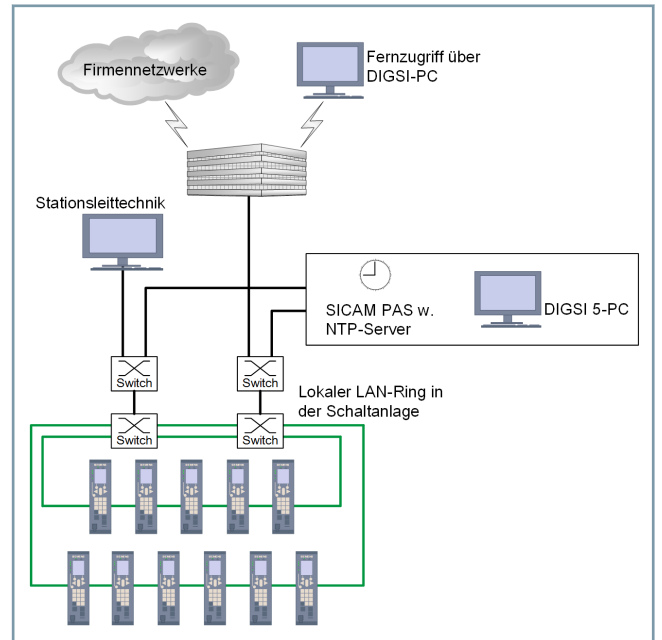 Firmennetzwerke
Fernzugriff über
DIGSI-PC
Stationsleittechnik
SICAM PAS w.
NTP-Server
DIGSI 5-PC
Switch
Switch
Lokaler LAN-Ring in
der Schaltanlage
Switch
Switch